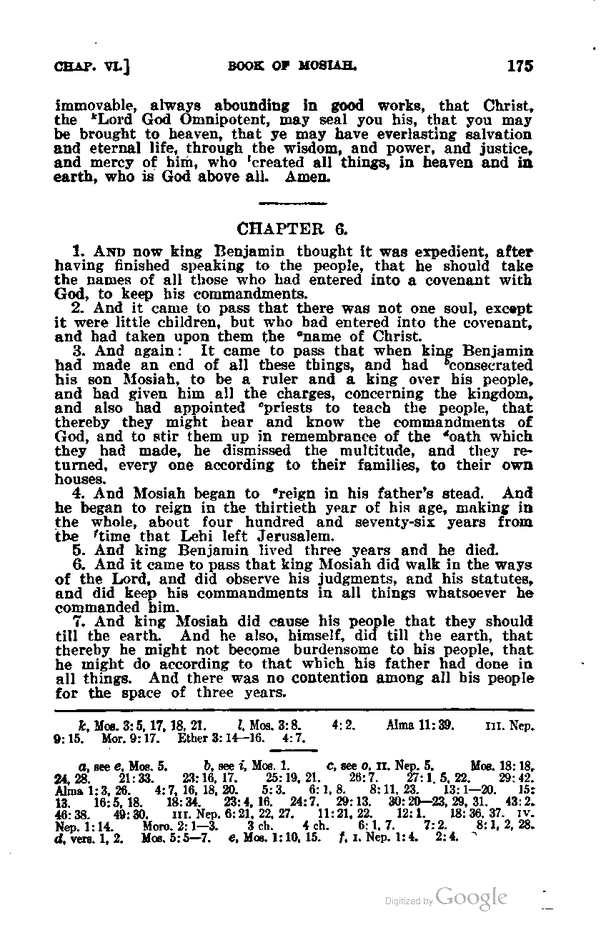 CHAP. VI.] BOOK OF MOSIAH. 175
immovable, always abounding in good works, that Christ,
the ᵏLord God Omnipotent, may seal you his, that you may
be brought to heaven, that ye may have everlasting salvation
and eternal life, through the wisdom, and power, and justice,
and mercy of him, who ˡcreated all things, in heaven and in
earth, who is God above all. Amen.
CHAPTER 6.
1. AND now king Benjamin thought it was expedient, after
having finished speaking to the people, that he should take
the names of all those who had entered into a covenant with
God, to keep his commandments.
2. And it came to pass that there was not one soul, except
it were little children, but who had entered into the covenant,
and had taken upon them the ᵃname of Christ.
3. And again: It came to pass that when king Benjamin
had made an end of all these things, and had ᵇconsecrated
his son Mosiah, to be a ruler and a king over his people,
and had given him all the charges, concerning the kingdom,
and also had appointed ᶜpriests to teach the people, that
thereby they might hear and know the commandments of
God, and to stir them up in remembrance of the ᵈoath which
they had made, he dismissed the multitude, and they re-
turned, every one according to their families, to their own
houses.
4. And Mosiah began to ᵉreign in his father's stead. And
he began to reign in the thirtieth year of his age, making in
the whole, about four hundred and seventy-six years from
the ᶠtime that Lehi left Jerusalem.
5. And king Benjamin lived three years and he died.
6. And it came to pass that king Mosiah did walk in the ways
of the Lord, and did observe his judgments, and his statutes,
and did keep his commandments in all things whatsoever he
commanded him.
7. And king Mosiah did cause his people that they should
till the earth. And he also, himself, did till the earth, that
thereby he might not become burdensome to his people, that
he might do according to that which his father had done in
all things. And there was no contention among all his people
for the space of three years.
k, Mos. 3:5, 17, 18, 21. l, Mos. 3:8. 4:2. Alma 11:39. III. Nep.
9:15. Mor. 9:17. Ether 3:14—16. 4:7.
a, see e, Mos. 5. b, see i, Mos. 1. c, see o, II. Nep. 5. Mos. 18:18,
24, 28. 21:33. 23:16, 17. 25:19, 21. 26:7. 27:1, 5, 22. 29:42.
Alma 1:3, 26. 4:7, 16, 18, 20. 5:3. 6:1, 8. 8:11, 23. 13:1—20. 15:
13. 16:5, 18. 18:34. 23:4, 16. 24:7. 29:13. 30:20—23, 29, 31. 43:2.
46:38. 49:30. III. Nep. 6:21, 22, 27. 11:21, 22. 12:1. 18:36, 37. IV.
Nep. 1:14. Moro. 2:1—3. 3 ch. 4 ch. 6:1, 7. 7:2. 8:1, 2, 28.
d, vers. 1, 2. Mos. 5:5—7. e, Mos. 1:10, 15. f, I. Nep. 1:4. 2:4.
Digitized by Google